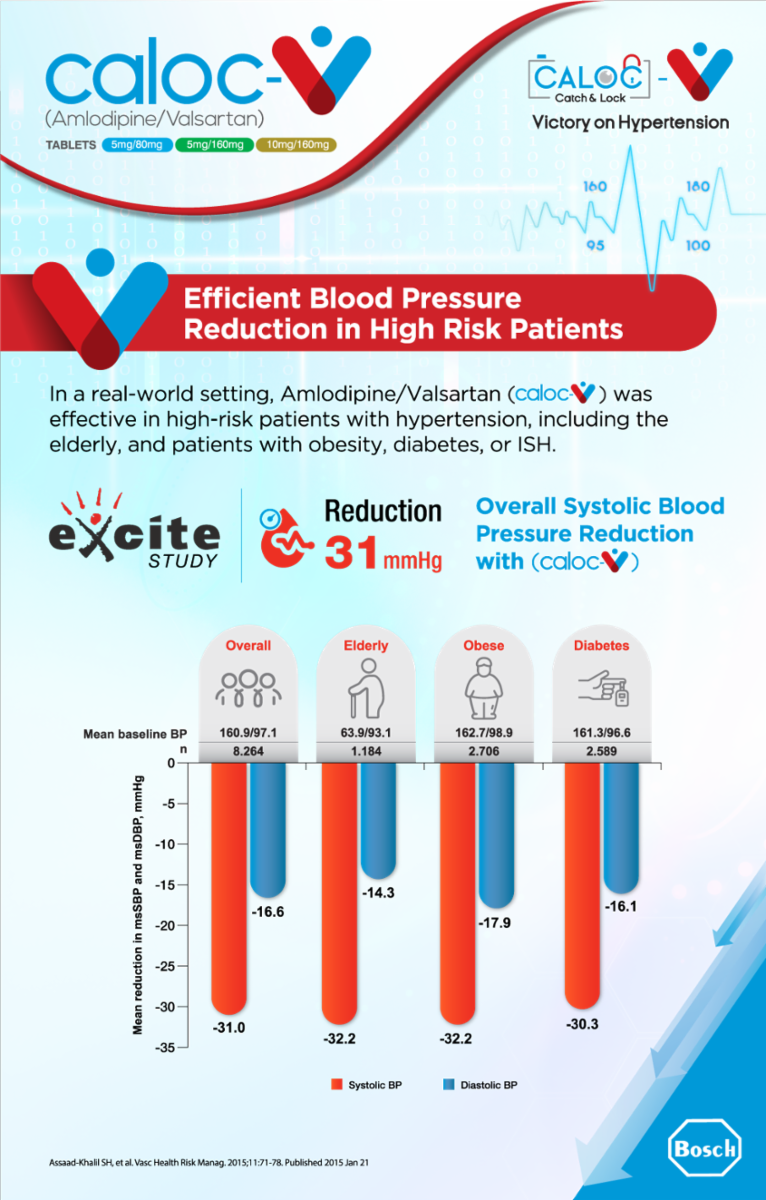 caloc-V
(Amlodipine/Valsartan)
TABLETS 5mg/80mg 5mg/160mg 10mg/160mg
CALOC - V
Catch & Lock
Victory on Hypertension
160 180
95 100
Efficient Blood Pressure
Reduction in High Risk Patients
In a real-world setting, Amlodipine/Valsartan (caloc-V) was
effective in high-risk patients with hypertension, including the
elderly, and patients with obesity, diabetes, or ISH.
excite
STUDY
Reduction
31 mmHg
Overall Systolic Blood
Pressure Reduction
with (caloc-V)
Overall Elderly Obese Diabetes
Mean baseline BP 160.9/97.1 63.9/93.1 162.7/98.9 161.3/96.6
n 8.264 1.184 2.706 2.589
Mean reduction in msSBP and msDBP, mmHg
0
-5
-10
-15
-20
-25
-30
-35
-16.6 -14.3 -17.9 -16.1
-31.0 -32.2 -32.2 -30.3
Systolic BP Diastolic BP
Assaad-Khalil SH, et al. Vasc Health Risk Manag. 2015;11:71-78. Published 2015 Jan 21
Bosch